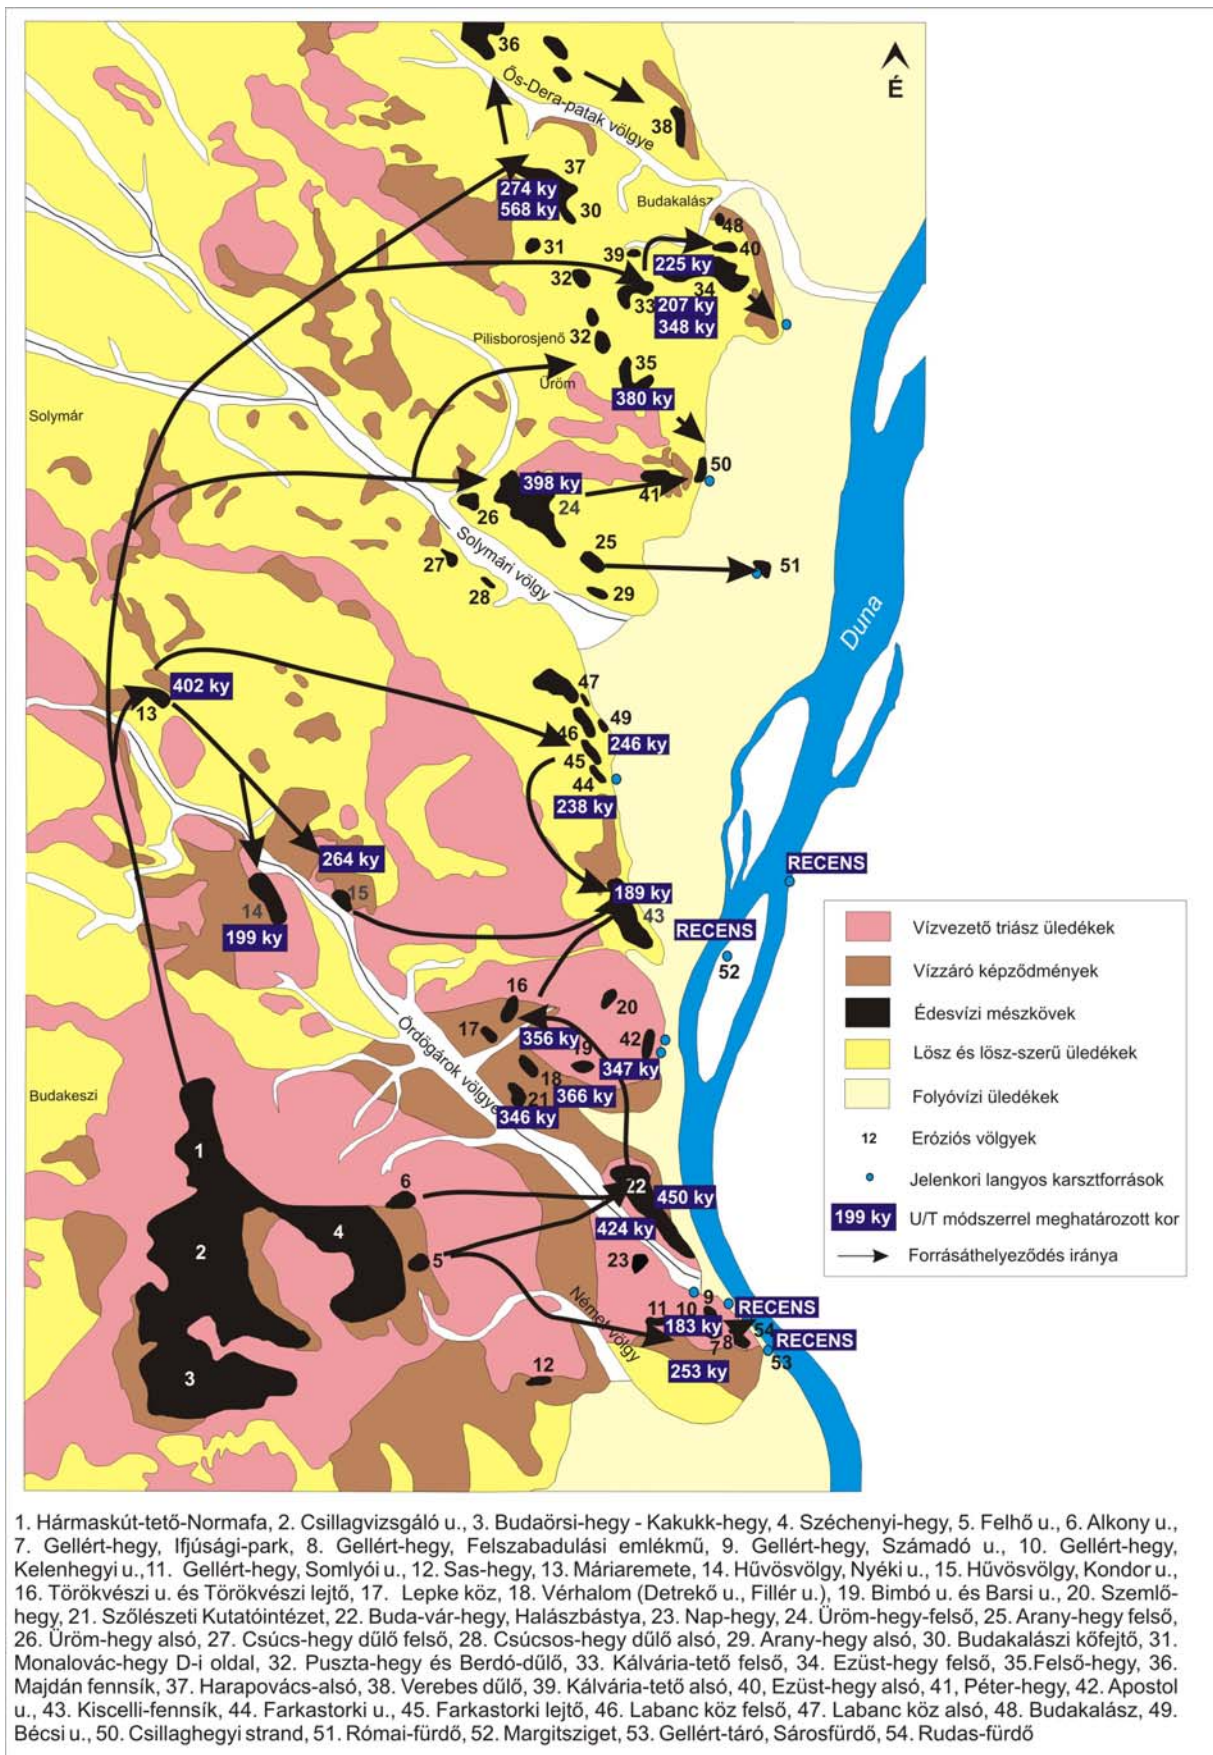 36
Ős-Dera-patak völgye
É
38
37
274 ky
568 ky
30
Budakalász
48
31
39
40
225 ky
32
34
33
207 ky
348 ky
Pilisborosjenő
32
35
Üröm
380 ky
Solymár
50
398 ky
41
24
26
Solymári völgy
25
27
51
28
29
Duna
402 ky
13
47
49
46
246 ky
45
44
238 ky
264 ky
RECENS
15
189 ky
14
43
199 ky
RECENS
52
16
20
17
356 ky
42
19
347 ky
Ördögárok völgye
18
366 ky
21
346 ky
Budakeszi
1
6
22
450 ky
424 ky
4
2
5
23
Német völgy
9
11
10
RECENS
183 ky
54
8
7
RECENS
53
253 ky
12
3
Vízvezető triász üledékek
Vízzáró képződmények
Édesvízi mészkövek
Lösz és lösz-szerű üledékek
Folyóvízi üledékek
12 Eróziós völgyek
Jelenkori langyos karsztforrások
199 ky U/T módszerrel meghatározott kor
Forrásáthelyeződés iránya
1. Hármaskút-tető-Normafa, 2. Csillagvizsgáló u., 3. Budaörsi-hegy - Kakukk-hegy, 4. Széchenyi-hegy, 5. Felhő u., 6. Alkony u.,
7. Gellért-hegy, Ifjúsági-park, 8. Gellért-hegy, Felszabadulási emlékmű, 9. Gellért-hegy, Számadó u., 10. Gellért-hegy,
Kelenhegyi u.,11. Gellért-hegy, Somlyói u., 12. Sas-hegy, 13. Máriaremete, 14. Hűvösvölgy, Nyéki u., 15. Hűvösvölgy, Kondor u.,
16. Törökvészi u. és Törökvészi lejtő, 17. Lepke köz, 18. Vérhalom (Detrekő u., Fillér u.), 19. Bimbó u. és Barsi u., 20. Szemlő-
hegy, 21. Szőlészeti Kutatóintézet, 22. Buda-vár-hegy, Halászbástya, 23. Nap-hegy, 24. Üröm-hegy-felső, 25. Arany-hegy felső,
26. Üröm-hegy alsó, 27. Csúcs-hegy dűlő felső, 28. Csúcsos-hegy dűlő alsó, 29. Arany-hegy alsó, 30. Budakalászi kőfejtő, 31.
Monalovác-hegy D-i oldal, 32. Puszta-hegy és Berdó-dűlő, 33. Kálvária-tető felső, 34. Ezüst-hegy felső, 35.Felső-hegy, 36.
Majdán fennsík, 37. Harapovács-alsó, 38. Verebes dűlő, 39. Kálvária-tető alsó, 40, Ezüst-hegy alsó, 41, Péter-hegy, 42. Apostol
u., 43. Kiscelli-fennsík, 44. Farkastorki u., 45. Farkastorki lejtő, 46. Labanc köz felső, 47. Labanc köz alsó, 48. Budakalász, 49.
Bécsi u., 50. Csillaghegyi strand, 51. Római-fürdő, 52. Margitsziget, 53. Gellért-táró, Sárosfürdő, 54. Rudas-fürdő